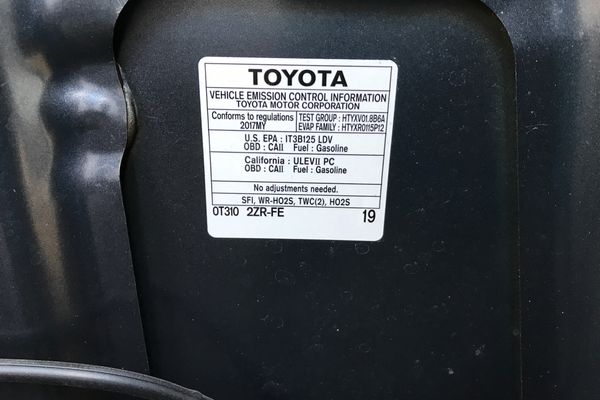 TOYOTA
VEHICLE EMISSION CONTROL INFORMATION
TOYOTA MOTOR CORPORATION
Conforms to regulations
2017MY
TEST GROUP : HTYXV01.8B6A
EVAP FAMILY : HTYXR0115P12
U.S. EPA : IT3B125 LDV
OBD : CAII Fuel : Gasoline
California : ULEVII PC
OBD : CAII Fuel : Gasoline
No adjustments needed.
SFI, WR-HO2S, TWC(2), HO2S
0T310 2ZR-FE 19